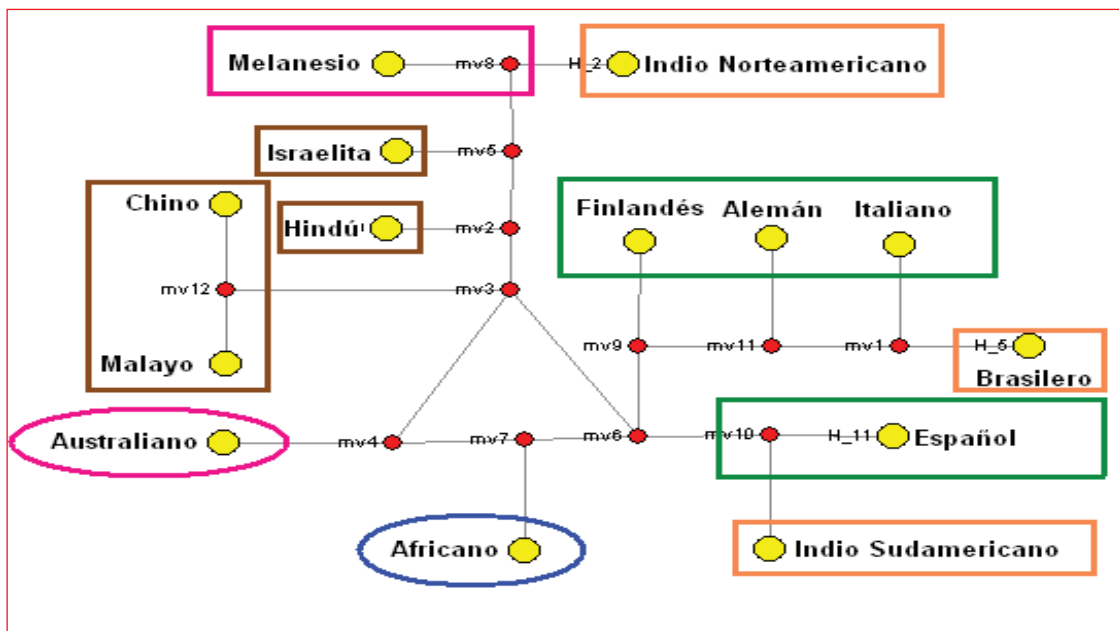 Melanesio mv8 H_2 Indio Norteamericano
Israelita mv5
Chino
Hindú mv2
Finlandés Alemán Italiano
mv12 mv3
Malayo
mv9 mv11 mv1 H_5
Brasilero
Australiano mv4 mv7 mv6 mv10 H_11 Español
Africano
Indio Sudamericano